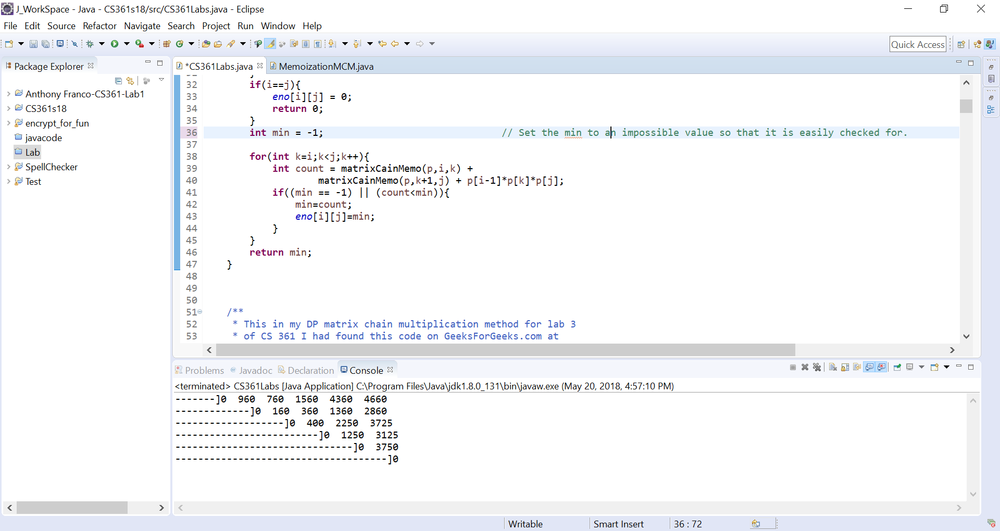 J_WorkSpace - Java - CS361s18/src/CS361Labs.java - Eclipse
File Edit Source Refactor Navigate Search Project Run Window Help
Quick Access
Package Explorer
Anthony Franco-CS361-Lab1
CS361s18
encrypt_for_fun
javacode
Lab
SpellChecker
Test
*CS361Labs.java MemoizationMCM.java
32 if(i==j){
33 eno[i][j] = 0;
34 return 0;
35 }
36 int min = -1; // Set the min to an impossible value so that it is easily checked for.
37
38 for(int k=i;k<j;k++){
39 int count = matrixCainMemo(p,i,k) +
40 matrixCainMemo(p,k+1,j) + p[i-1]*p[k]*p[j];
41 if((min == -1) || (count<min)){
42 min=count;
43 eno[i][j]=min;
44 }
45 }
46 return min;
47 }
48
49
50
51 /**
52 * This in my DP matrix chain multiplication method for lab 3
53 * of CS 361 I had found this code on GeeksForGeeks.com at
Problems @ Javadoc Declaration Console
<terminated> CS361Labs [Java Application] C:\Program Files\Java\jdk1.8.0_131\bin\javaw.exe (May 20, 2018, 4:57:10 PM)
-------]0 960 760 1560 4360 4660
-------------]0 160 360 1360 2860
-------------------]0 400 2250 3725
-------------------------]0 1250 3125
-------------------------------]0 3750
-------------------------------------]0
Writable Smart Insert 36 : 72